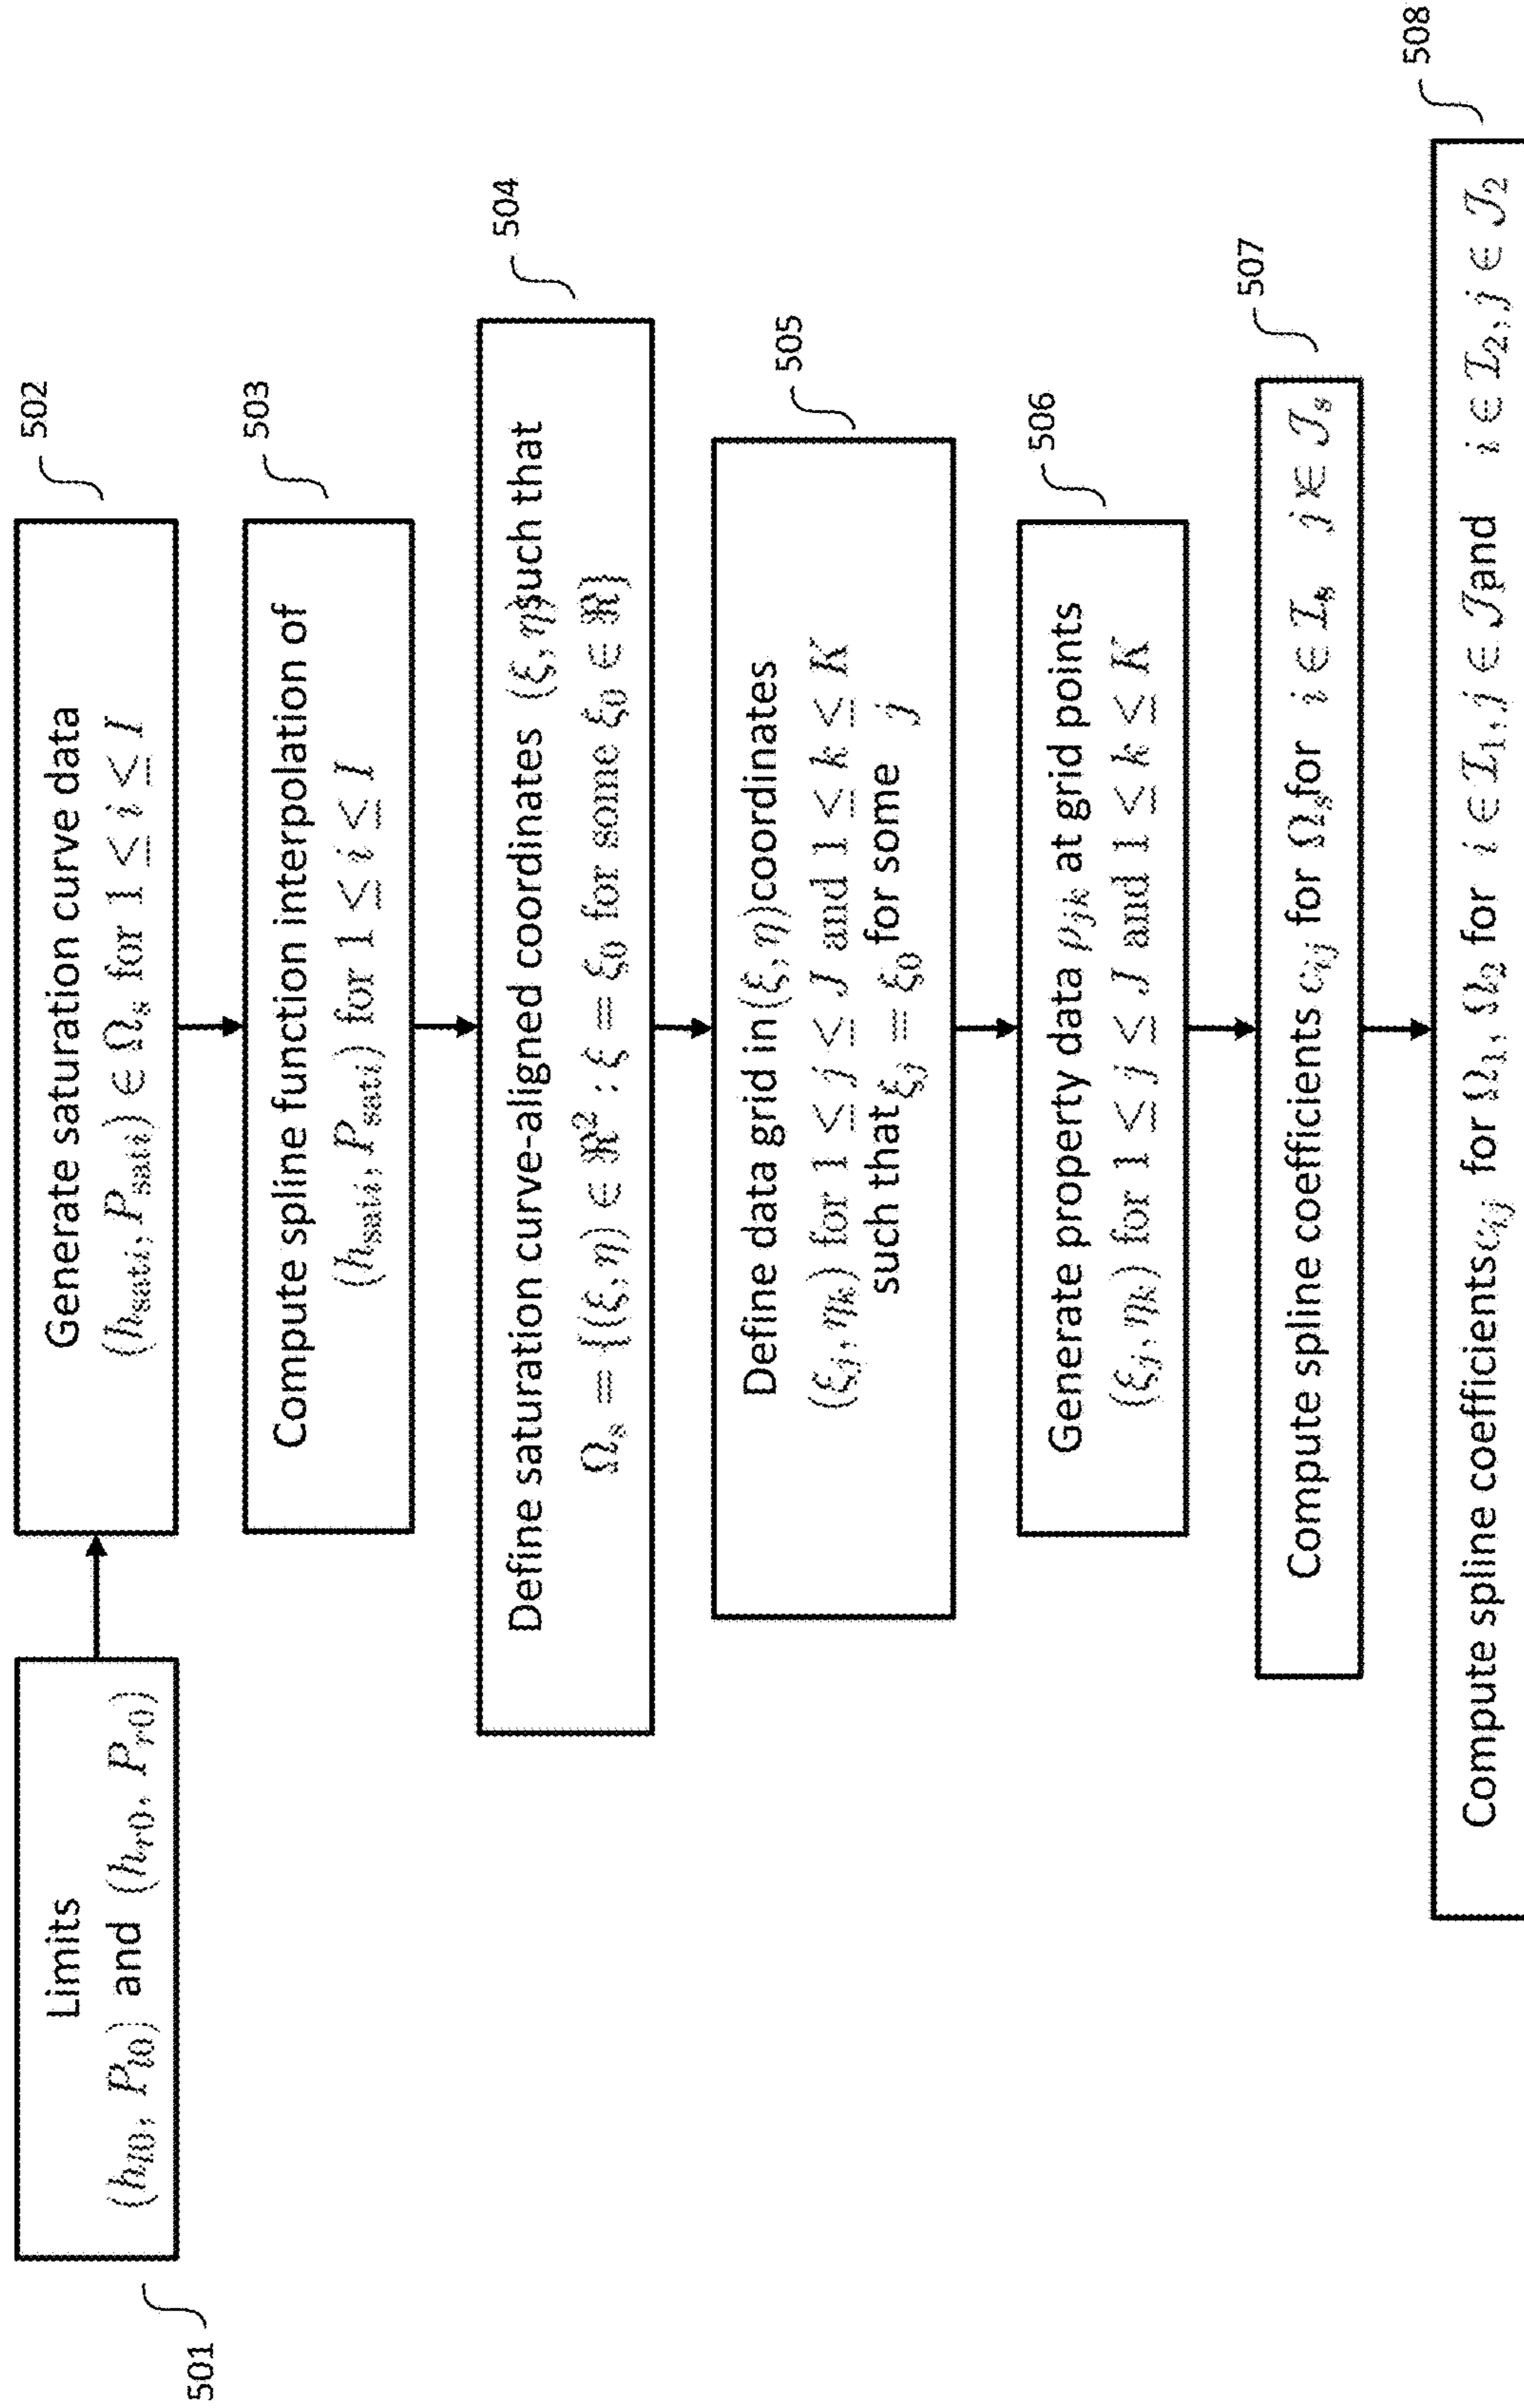 501
Limits
(h_{l0}, P_{l0}) and (h_{r0}, P_{r0})
502
Generate saturation curve data
(h_{sati}, P_{sati}) ∈ Ω_s for 1 ≤ i ≤ I
503
Compute spline function interpolation of
(h_{sati}, P_{sati}) for 1 ≤ i ≤ I
504
Define saturation curve-aligned coordinates (ξ, η) such that
Ω_s = {(ξ, η) ∈ ℜ² : ξ = ξ_0 for some ξ_0 ∈ ℜ}
505
Define data grid in (ξ, η) coordinates
(ξ_j, η_k) for 1 ≤ j ≤ J and 1 ≤ k ≤ K
such that ξ_j = ξ_0 for some j
506
Generate property data ρ_{jk} at grid points
(ξ_j, η_k) for 1 ≤ j ≤ J and 1 ≤ k ≤ K
507
Compute spline coefficients c_{ij} for Ω_s for i ∈ I_s j ∈ J_s
508
Compute spline coefficients c_{ij} for Ω_1, Ω_2 for i ∈ I_1, j ∈ J and i ∈ I_2, j ∈ J_2